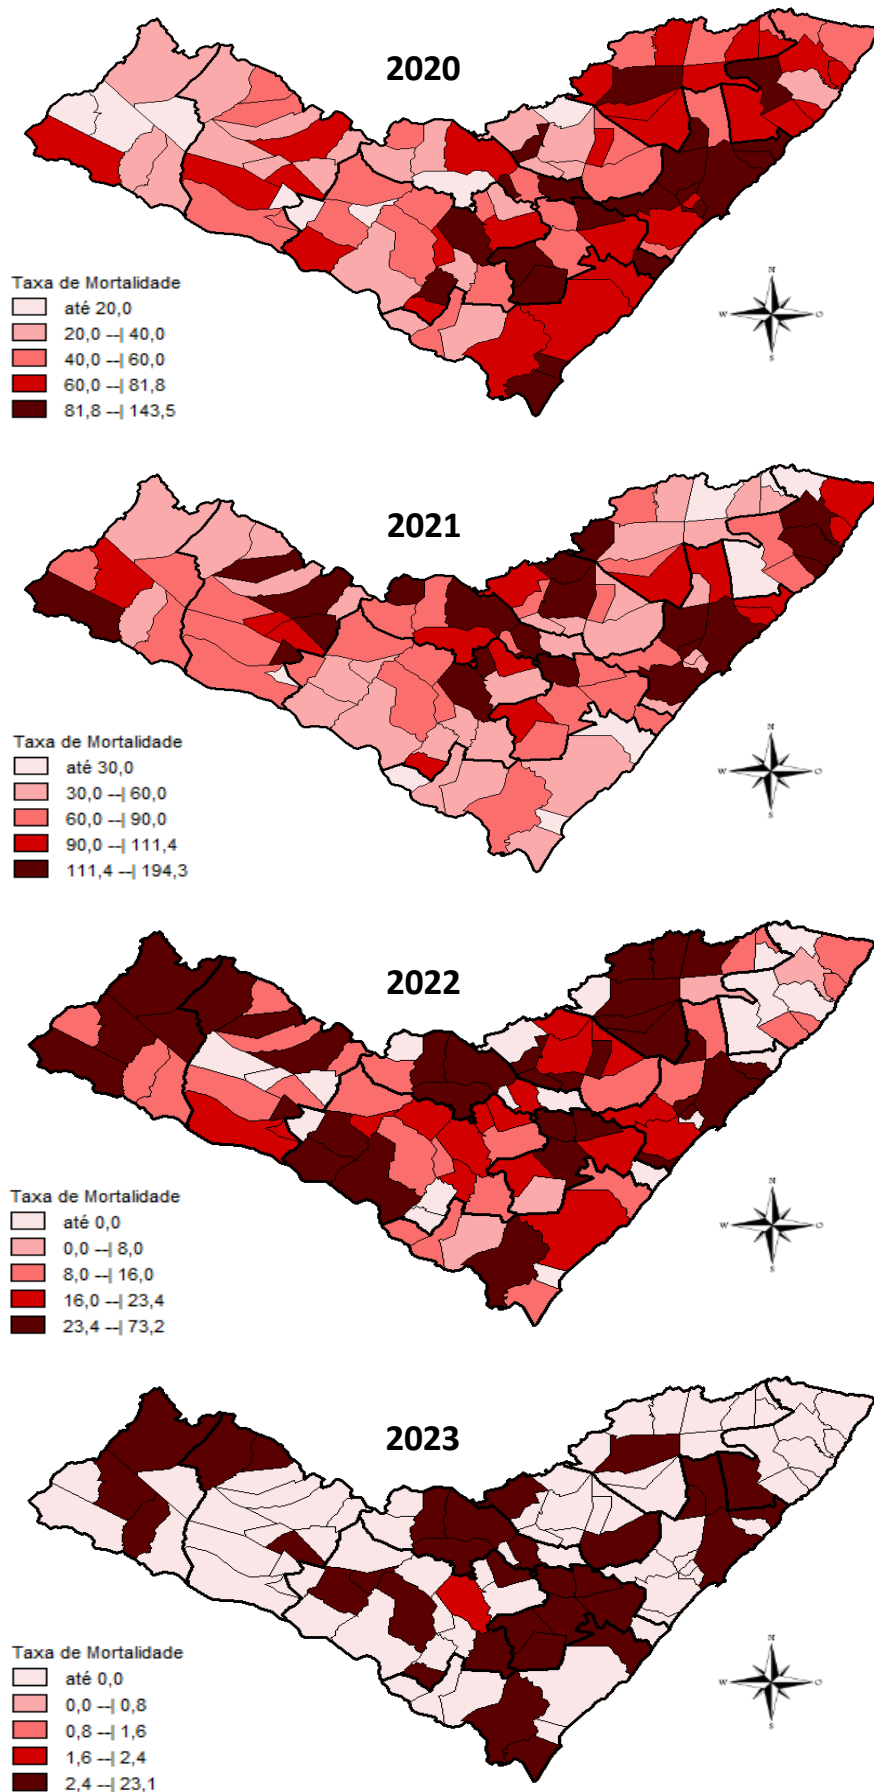 2020
N
W
O
S
Taxa de Mortalidade
até 20,0
20,0 --| 40,0
40,0 --| 60,0
60,0 --| 81,8
81,8 --| 143,5
2021
N
W
O
S
Taxa de Mortalidade
até 30,0
30,0 --| 60,0
60,0 --| 90,0
90,0 --| 111,4
111,4 --| 194,3
2022
N
W
O
S
Taxa de Mortalidade
até 0,0
0,0 --| 8,0
8,0 --| 16,0
16,0 --| 23,4
23,4 --| 73,2
2023
N
W
O
S
Taxa de Mortalidade
até 0,0
0,0 --| 0,8
0,8 --| 1,6
1,6 --| 2,4
2,4 --| 23,1